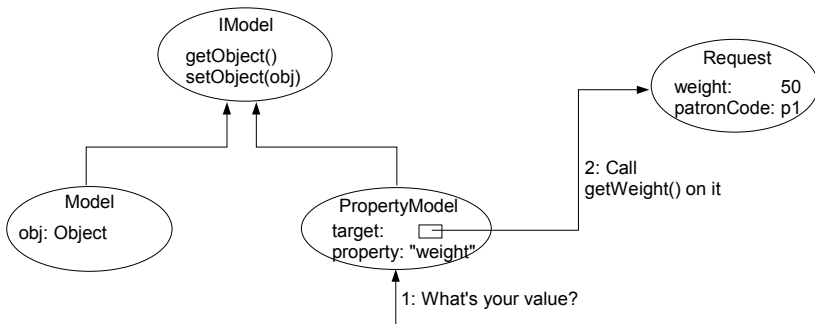 IModel
getObject()
setObject(obj)
Request
weight: 50
patronCode: p1
2: Call
getWeight() on it
Model
obj: Object
PropertyModel
target:
property: "weight"
1: What's your value?